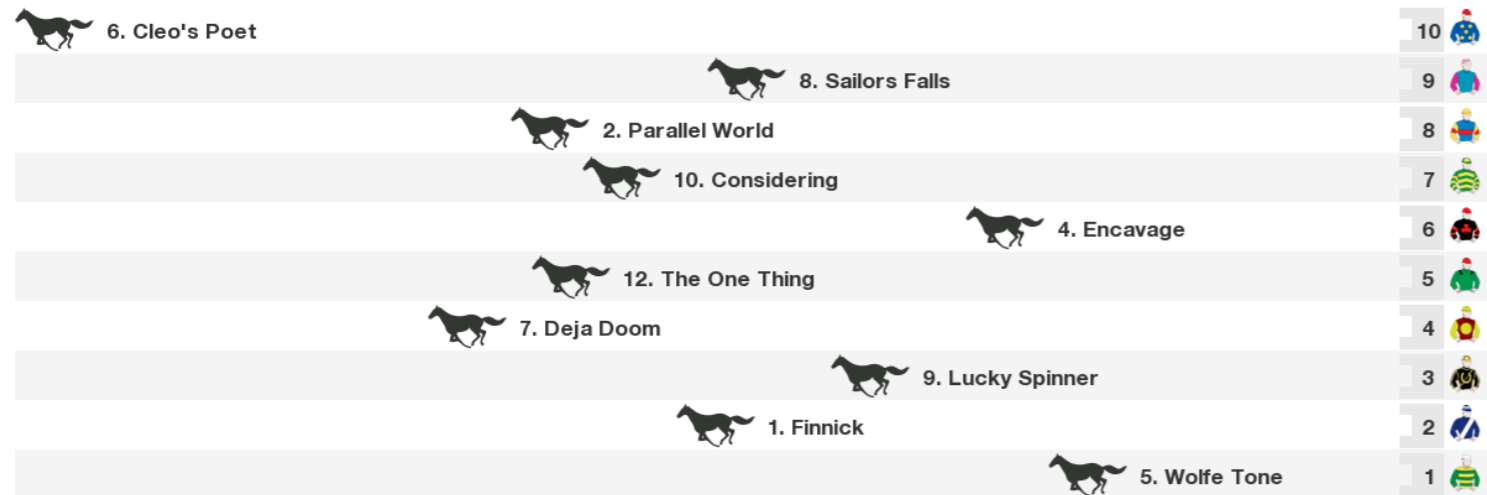 6. Cleo's Poet 10
8. Sailors Falls 9
2. Parallel World 8
10. Considering 7
4. Encavage 6
12. The One Thing 5
7. Deja Doom 4
9. Lucky Spinner 3
1. Finnick 2
5. Wolfe Tone 1